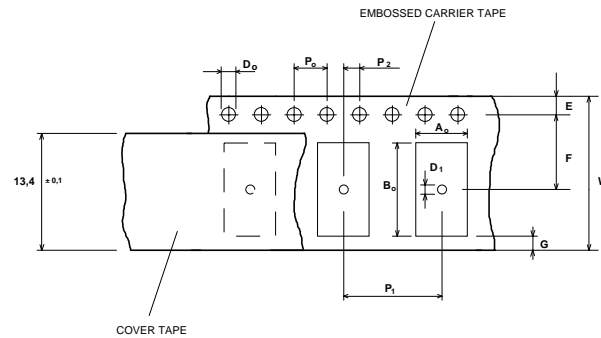 EMBOSSED CARRIER TAPE
Do Po P2
E
Ao
F
D1
13,4 ± 0,1
Bo
G
P1
COVER TAPE